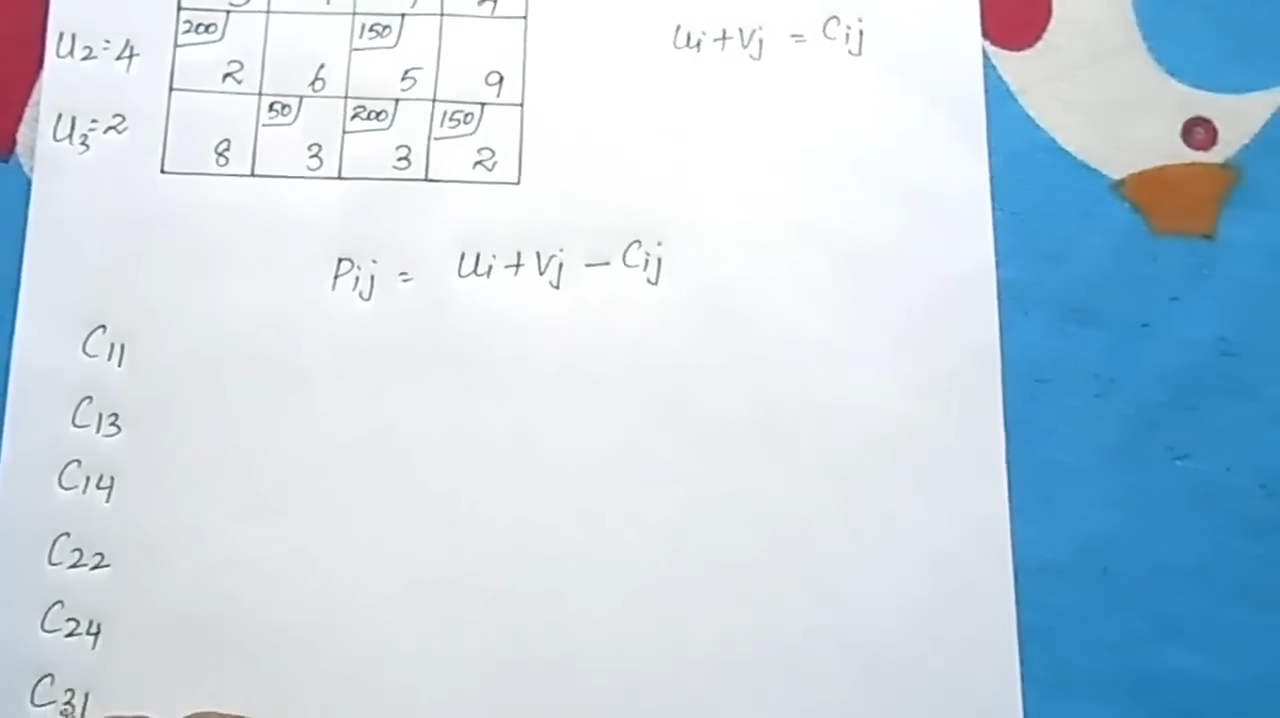 200 150
U2=4 2 6 5 9
50 200 150
U3=2 8 3 3 2
Ui+Vj = Cij
Pij = Ui+Vj - Cij
C11
C13
C14
C22
C24
C31